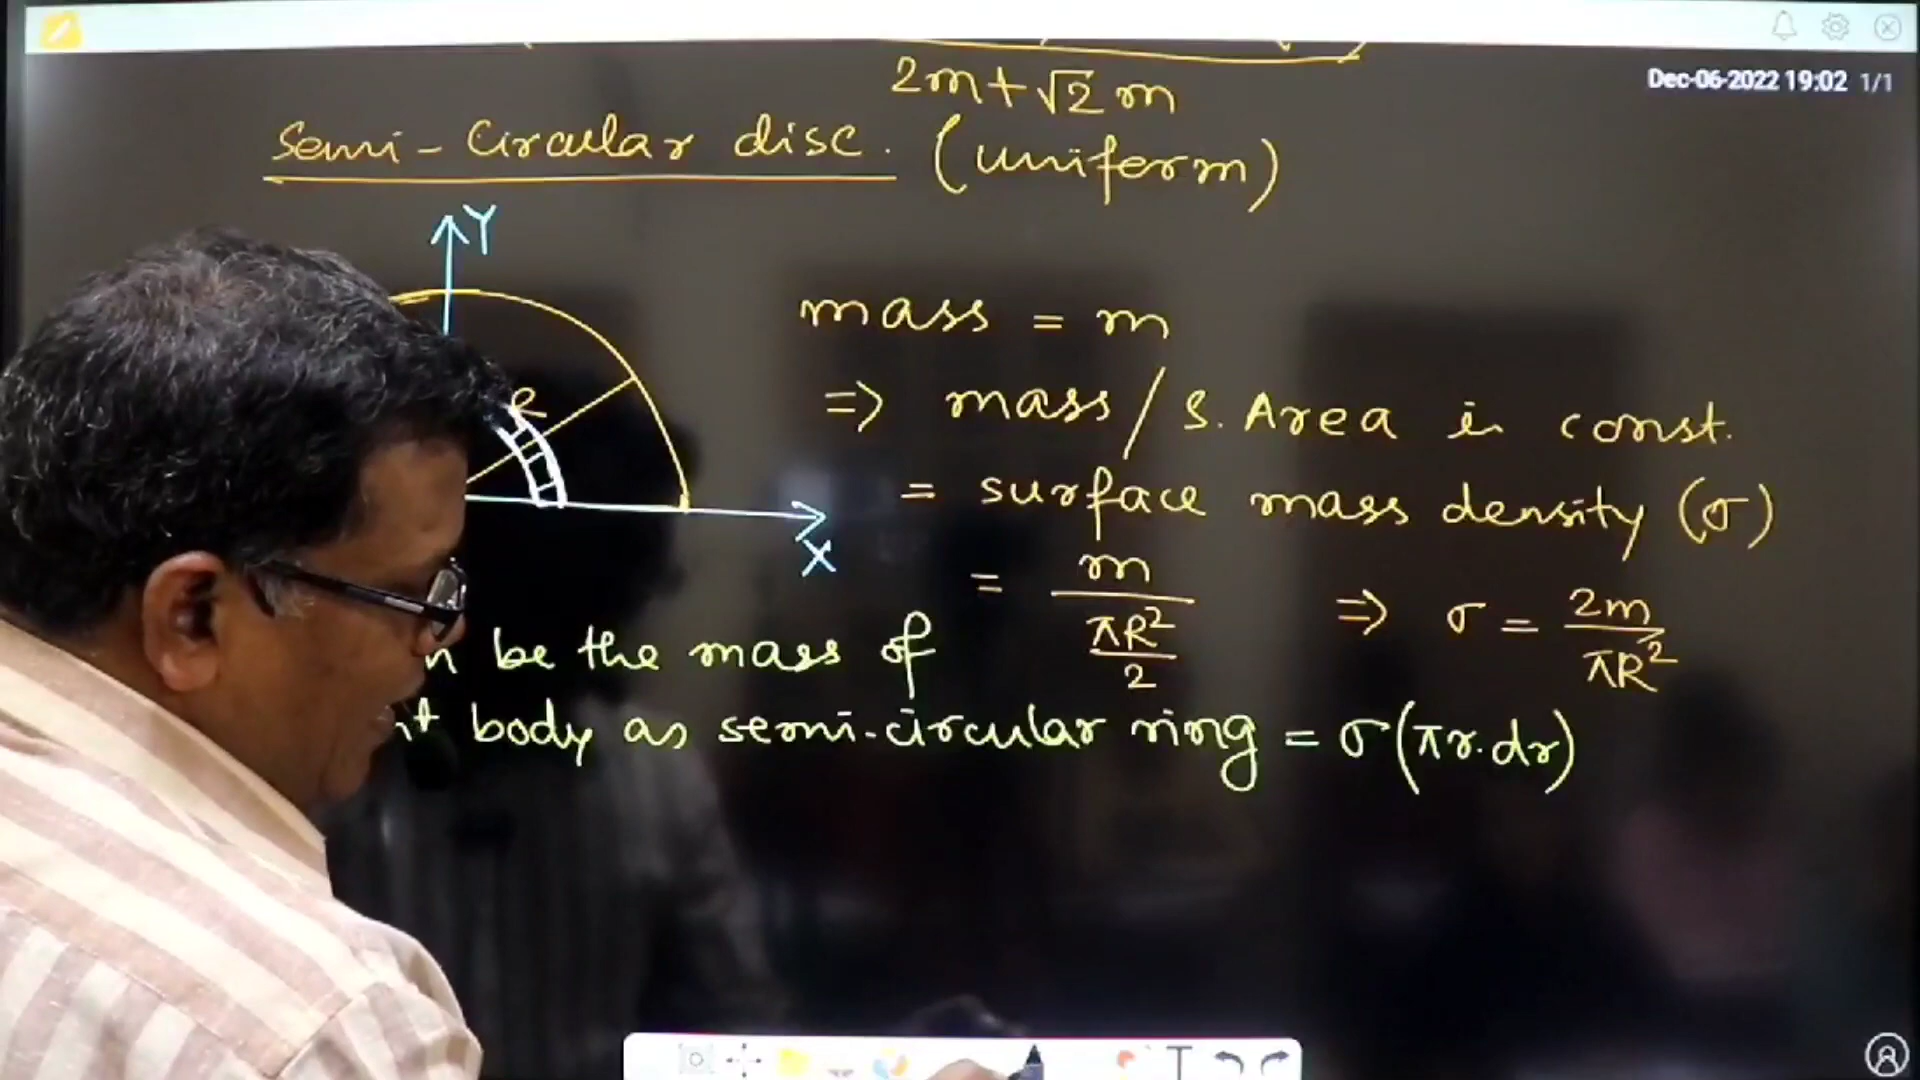 Dec-06-2022 19:02 1/1
2m+√2 m
Semi-Circular disc. (uniform)
Y
mass = m
R
⇒ mass / S. Area is const.
= surface mass density (σ)
X
= m / (πR²/2) ⇒ σ = 2m / πR²
be the mass of
body as semi-circular ring = σ(πr.dr)
T